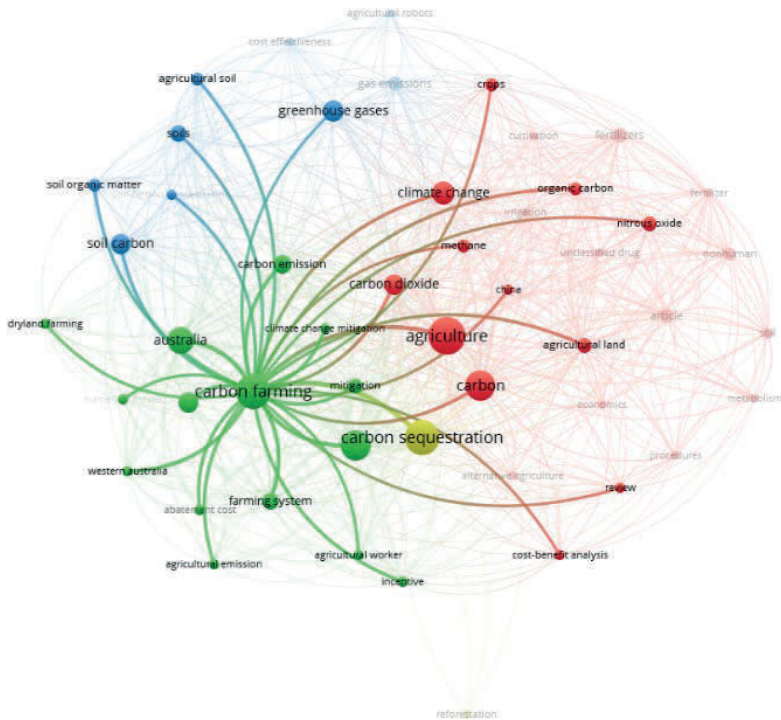 agricultural robots
cost effectiveness
agricultural soil
gas emissions
crops
greenhouse gases
soils
cultivation
fertilizers
soil organic matter
climate change
organic carbon
fertilizer
irrigation
nitrous oxide
soil carbon
methane
unclassified drug
nonhuman
carbon emission
carbon dioxide
chine
article
dryland farming
climate change mitigation
australia
agriculture
agricultural land
soil
carbon farming
mitigation
carbon
metabolism
economics
carbon sequestration
procedures
western australia
alternative agriculture
review
farming system
abatement cost
agricultural worker
cost-benefit analysis
agricultural emission
incentive
reforestation